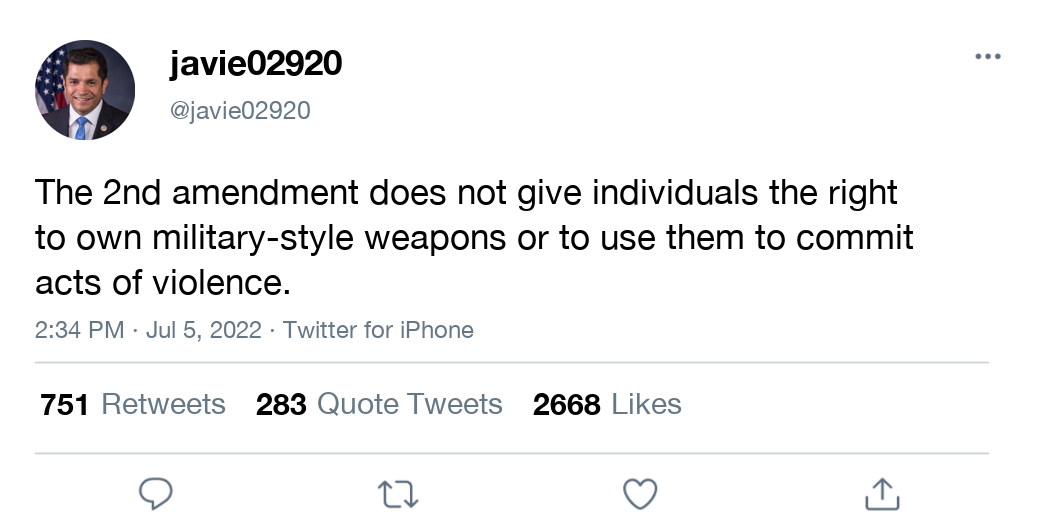 javie02920
@javie02920
The 2nd amendment does not give individuals the right
to own military-style weapons or to use them to commit
acts of violence.
2:34 PM · Jul 5, 2022 · Twitter for iPhone
751 Retweets 283 Quote Tweets 2668 Likes